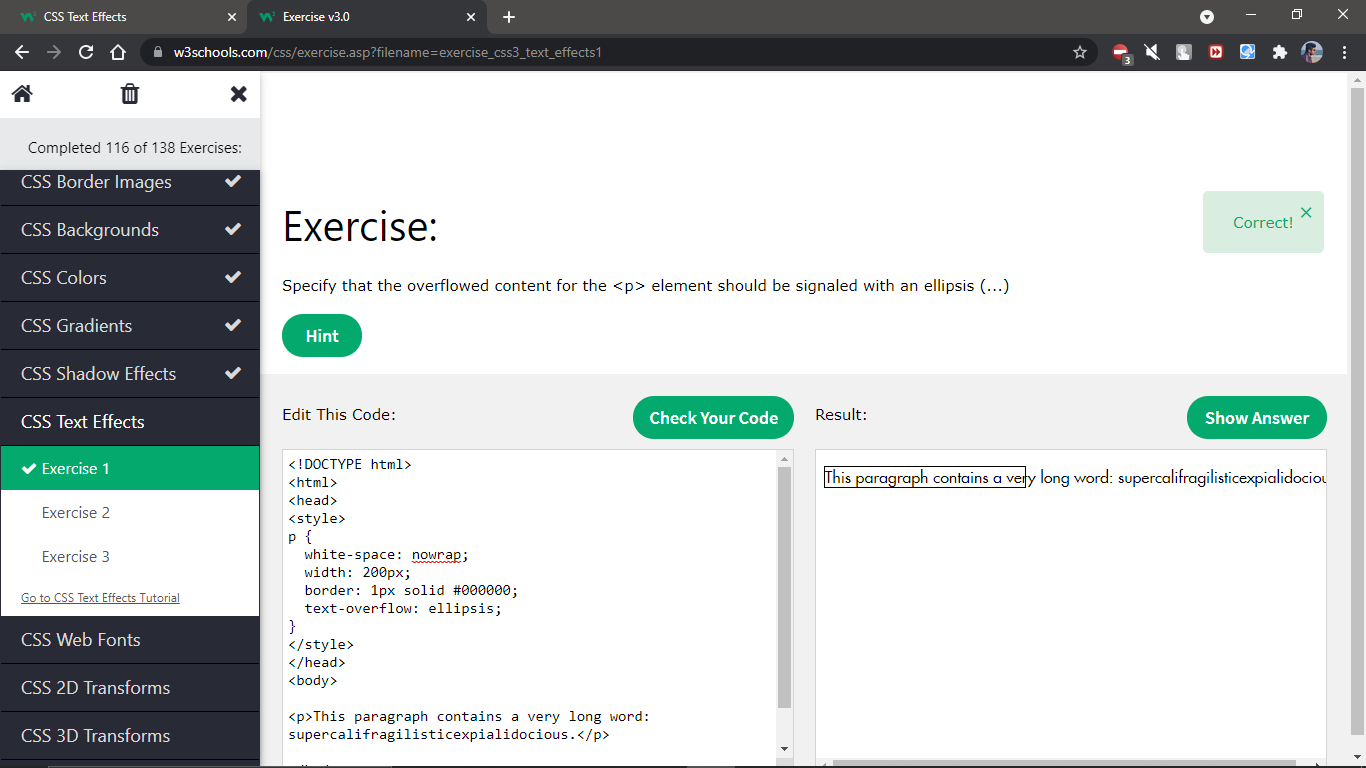 CSS Text Effects
Exercise v3.0
w3schools.com/css/exercise.asp?filename=exercise_css3_text_effects1
3
Completed 116 of 138 Exercises:
CSS Border Images
CSS Backgrounds
CSS Colors
CSS Gradients
CSS Shadow Effects
CSS Text Effects
Exercise 1
Exercise 2
Exercise 3
Go to CSS Text Effects Tutorial
CSS Web Fonts
CSS 2D Transforms
CSS 3D Transforms
Exercise:
Correct!
Specify that the overflowed content for the <p> element should be signaled with an ellipsis (...)
Hint
Edit This Code:
Check Your Code
<!DOCTYPE html>
<html>
<head>
<style>
p {
  white-space: nowrap;
  width: 200px;
  border: 1px solid #000000;
  text-overflow: ellipsis;
}
</style>
</head>
<body>
<p>This paragraph contains a very long word:
supercalifragilisticexpialidocious.</p>
Result:
Show Answer
This paragraph contains a very long word: supercalifragilisticexpialidociou